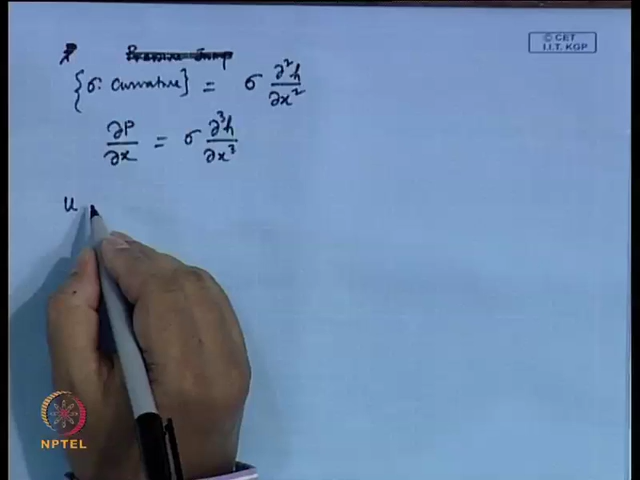 © CET
I.I.T. KGP
{σ. Curvature} = σ ∂²h/∂x²
∂P/∂x = σ ∂³h/∂x³
u
NPTEL